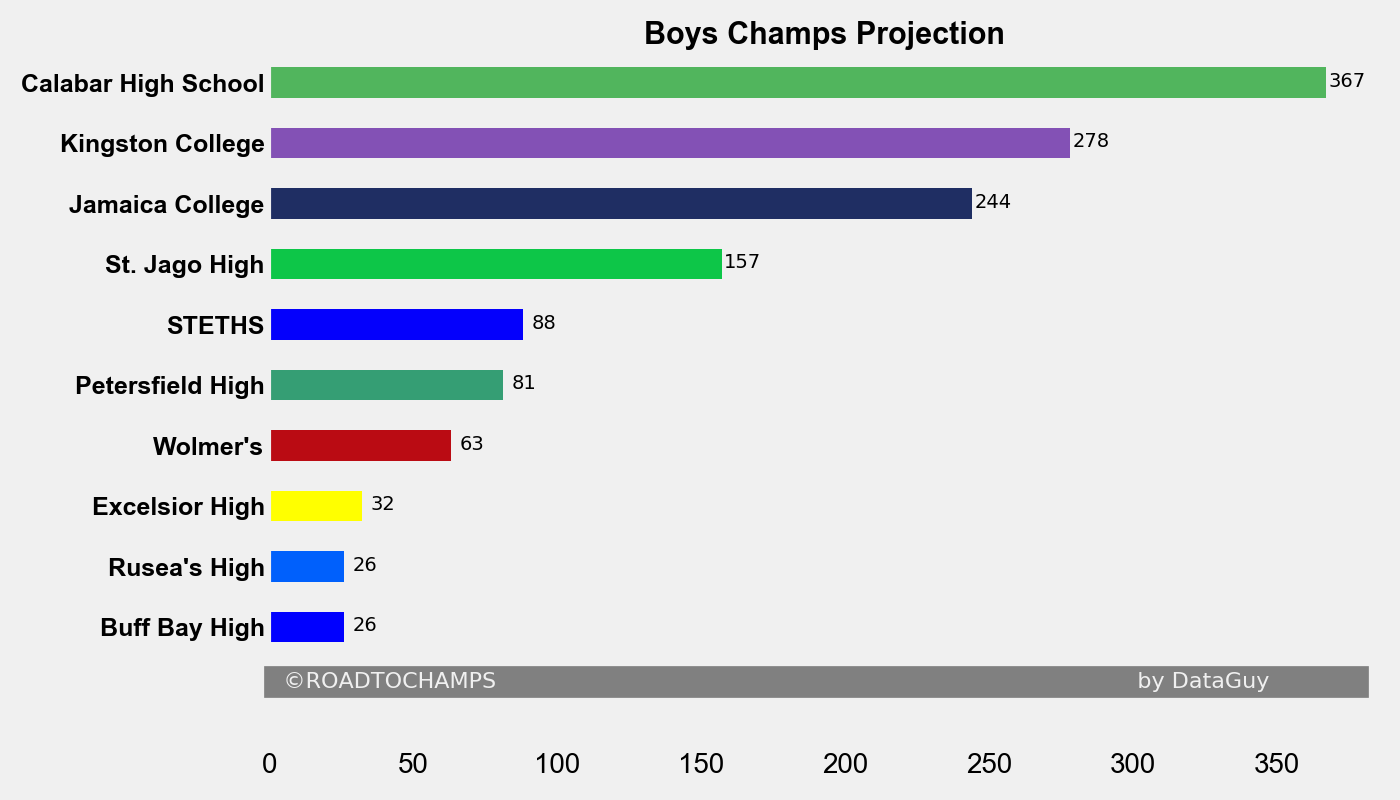 Boys Champs Projection
Calabar High School 367
Kingston College 278
Jamaica College 244
St. Jago High 157
STETHS 88
Petersfield High 81
Wolmer's 63
Excelsior High 32
Rusea's High 26
Buff Bay High 26
©ROADTOCHAMPS by DataGuy
0 50 100 150 200 250 300 350